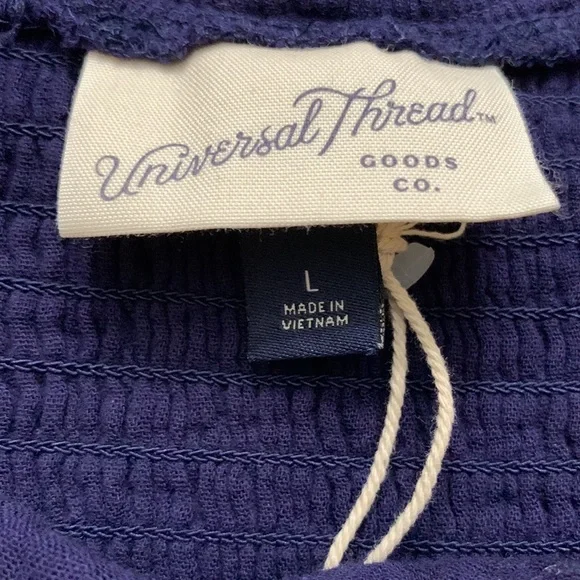 Universal Thread™
GOODS
CO.
L
MADE IN
VIETNAM